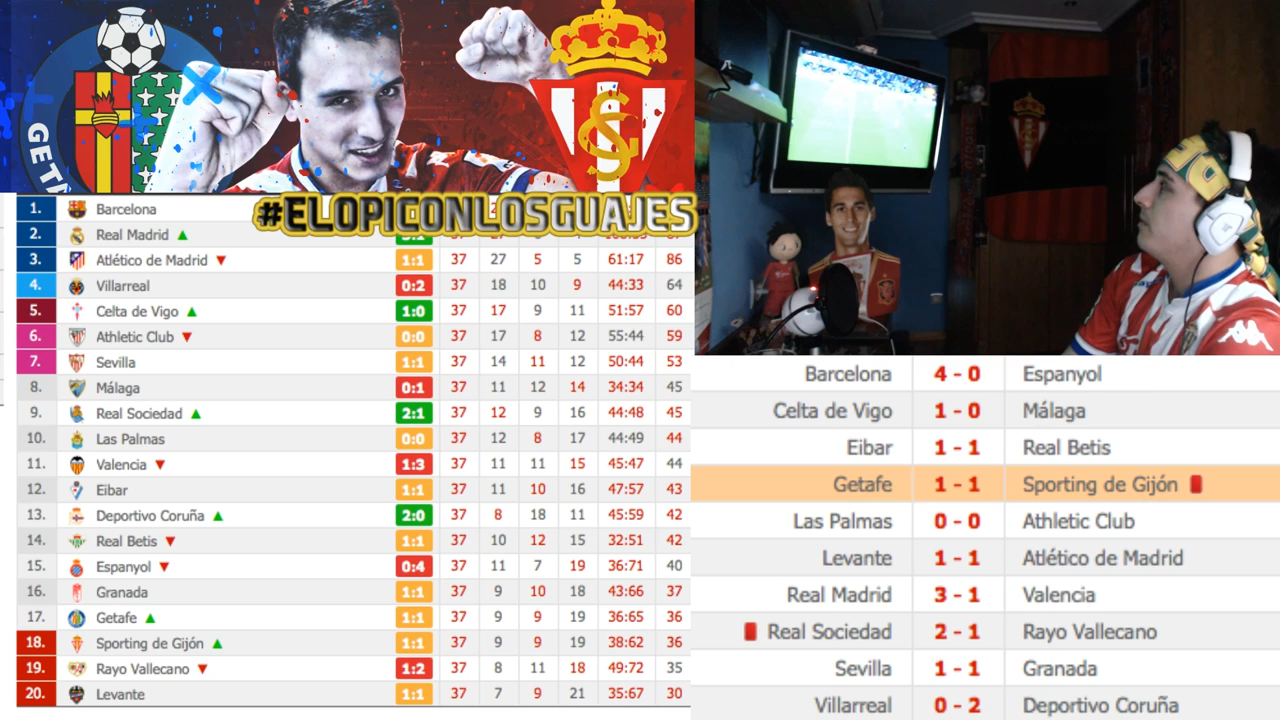 GETA
#ELOPICONLOSGUAJES
1. Barcelona
2. Real Madrid
3. Atlético de Madrid 1:1 37 27 5 5 61:17 86
4. Villarreal 0:2 37 18 10 9 44:33 64
5. Celta de Vigo 1:0 37 17 9 11 51:57 60
6. Athletic Club 0:0 37 17 8 12 55:44 59
7. Sevilla 1:1 37 14 11 12 50:44 53
8. Málaga 0:1 37 11 12 14 34:34 45
9. Real Sociedad 2:1 37 12 9 16 44:48 45
10. Las Palmas 0:0 37 12 8 17 44:49 44
11. Valencia 1:3 37 11 11 15 45:47 44
12. Eibar 1:1 37 11 10 16 47:57 43
13. Deportivo Coruña 2:0 37 8 18 11 45:59 42
14. Real Betis 1:1 37 10 12 15 32:51 42
15. Espanyol 0:4 37 11 7 19 36:71 40
16. Granada 1:1 37 9 10 18 43:66 37
17. Getafe 1:1 37 9 9 19 36:65 36
18. Sporting de Gijón 1:1 37 9 9 19 38:62 36
19. Rayo Vallecano 1:2 37 8 11 18 49:72 35
20. Levante 1:1 37 7 9 21 35:67 30
Barcelona 4 - 0 Espanyol
Celta de Vigo 1 - 0 Málaga
Eibar 1 - 1 Real Betis
Getafe 1 - 1 Sporting de Gijón
Las Palmas 0 - 0 Athletic Club
Levante 1 - 1 Atlético de Madrid
Real Madrid 3 - 1 Valencia
Real Sociedad 2 - 1 Rayo Vallecano
Sevilla 1 - 1 Granada
Villarreal 0 - 2 Deportivo Coruña